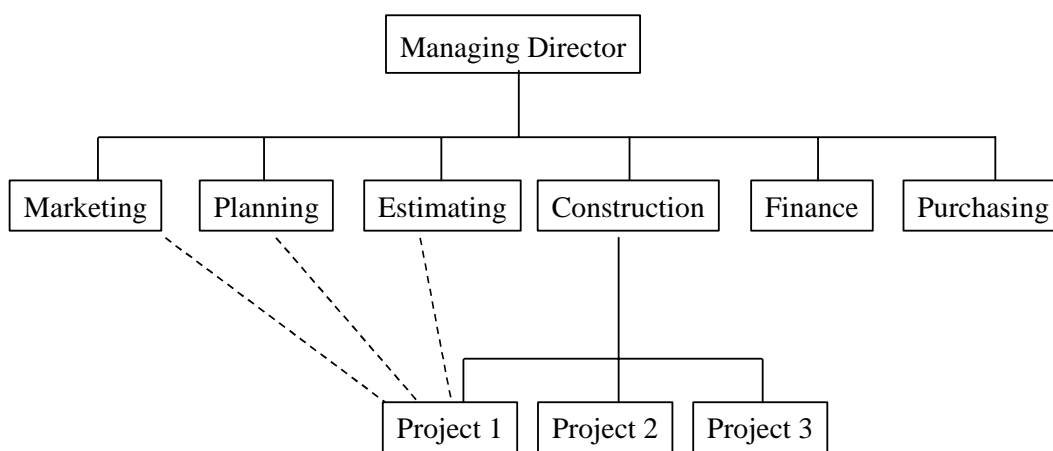 Managing Director
Marketing
Planning
Estimating
Construction
Finance
Purchasing
Project 1
Project 2
Project 3